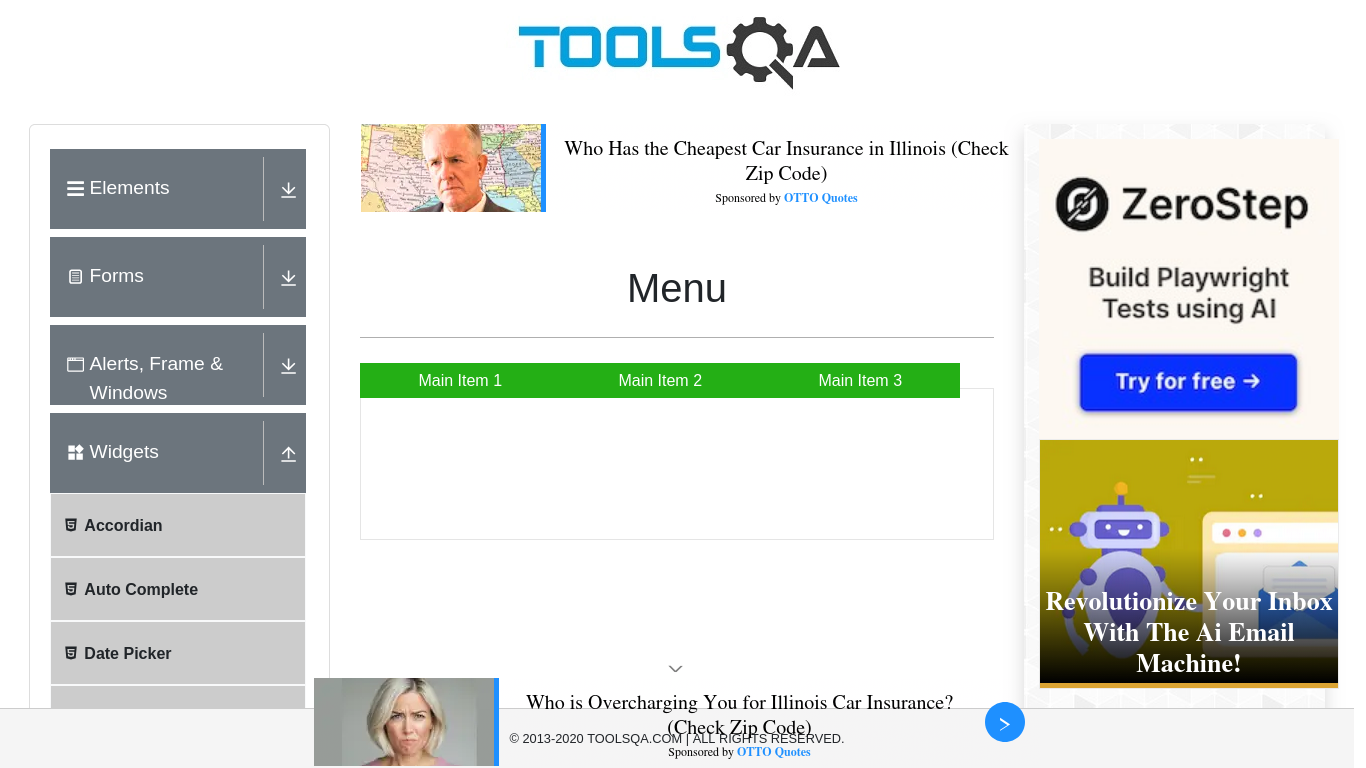 TOOLSQA
Elements
Forms
Alerts, Frame &
Windows
Widgets
Accordian
Auto Complete
Date Picker
Who Has the Cheapest Car Insurance in Illinois (Check
Zip Code)
Sponsored by OTTO Quotes
Menu
Main Item 1
Main Item 2
Main Item 3
ZeroStep
Build Playwright
Tests using AI
Try for free →
Revolutionize Your Inbox
With The Ai Email
Machine!
Who is Overcharging You for Illinois Car Insurance?
(Check Zip Code)
© 2013-2020 TOOLSQA.COM | ALL RIGHTS RESERVED.
Sponsored by OTTO Quotes